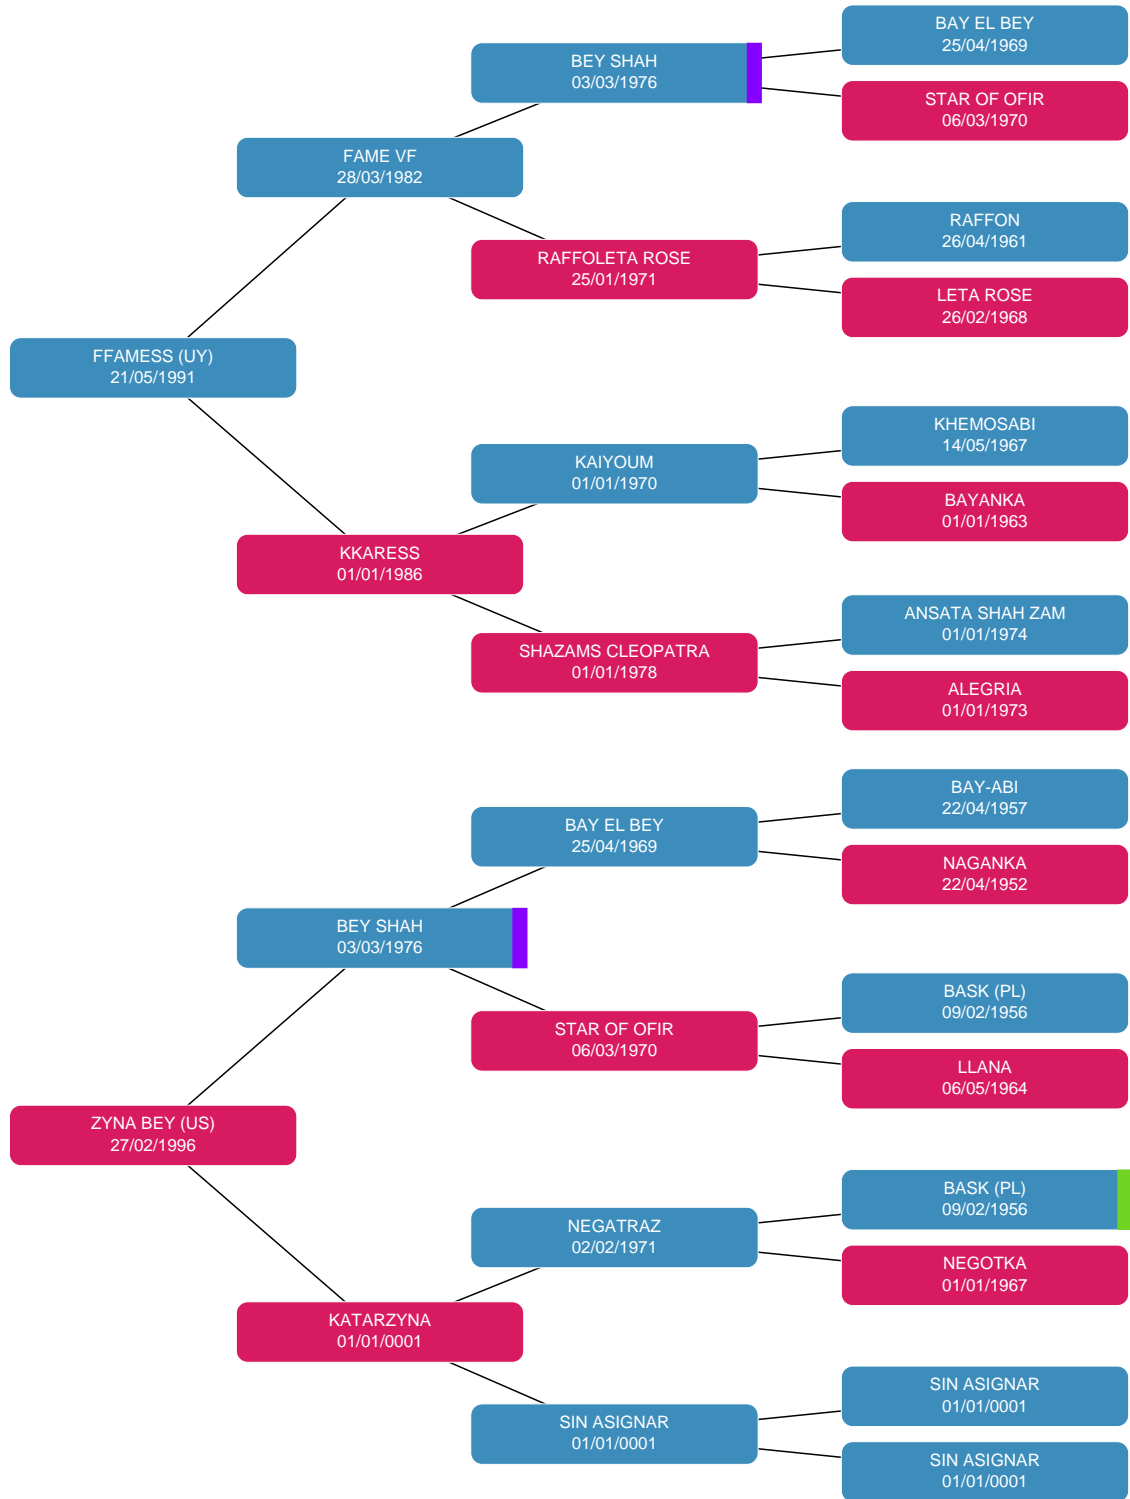 BAY EL BEY
25/04/1969
BEY SHAH
03/03/1976
STAR OF OFIR
06/03/1970
FAME VF
28/03/1982
RAFFON
26/04/1961
RAFFOLETA ROSE
25/01/1971
LETA ROSE
26/02/1968
FFAMESS (UY)
21/05/1991
KHEMOSABI
14/05/1967
KAIYOUM
01/01/1970
BAYANKA
01/01/1963
KKARESS
01/01/1986
ANSATA SHAH ZAM
01/01/1974
SHAZAMS CLEOPATRA
01/01/1978
ALEGRIA
01/01/1973
BAY-ABI
22/04/1957
BAY EL BEY
25/04/1969
NAGANKA
22/04/1952
BEY SHAH
03/03/1976
BASK (PL)
09/02/1956
STAR OF OFIR
06/03/1970
LLANA
06/05/1964
ZYNA BEY (US)
27/02/1996
BASK (PL)
09/02/1956
NEGATRAZ
02/02/1971
NEGOTKA
01/01/1967
KATARZYNA
01/01/0001
SIN ASIGNAR
01/01/0001
SIN ASIGNAR
01/01/0001
SIN ASIGNAR
01/01/0001